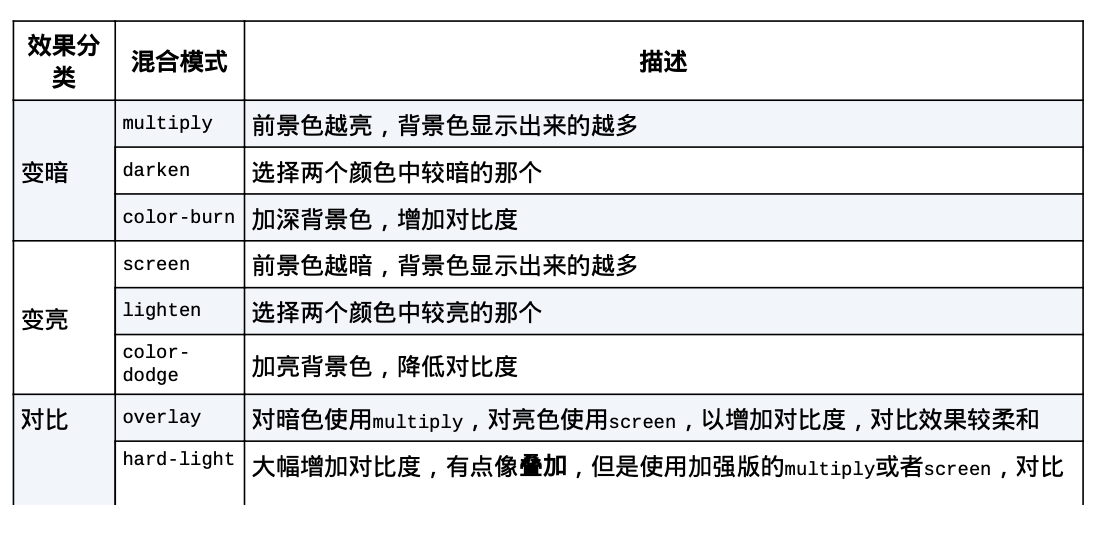 效果分
类
混合模式
描述
变暗
multiply
前景色越亮，背景色显示出来的越多
darken
选择两个颜色中较暗的那个
color-burn
加深背景色，增加对比度
变亮
screen
前景色越暗，背景色显示出来的越多
lighten
选择两个颜色中较亮的那个
color-
dodge
加亮背景色，降低对比度
对比
overlay
对暗色使用multiply，对亮色使用screen，以增加对比度，对比效果较柔和
hard-light
大幅增加对比度，有点像叠加，但是使用加强版的multiply或者screen，对比